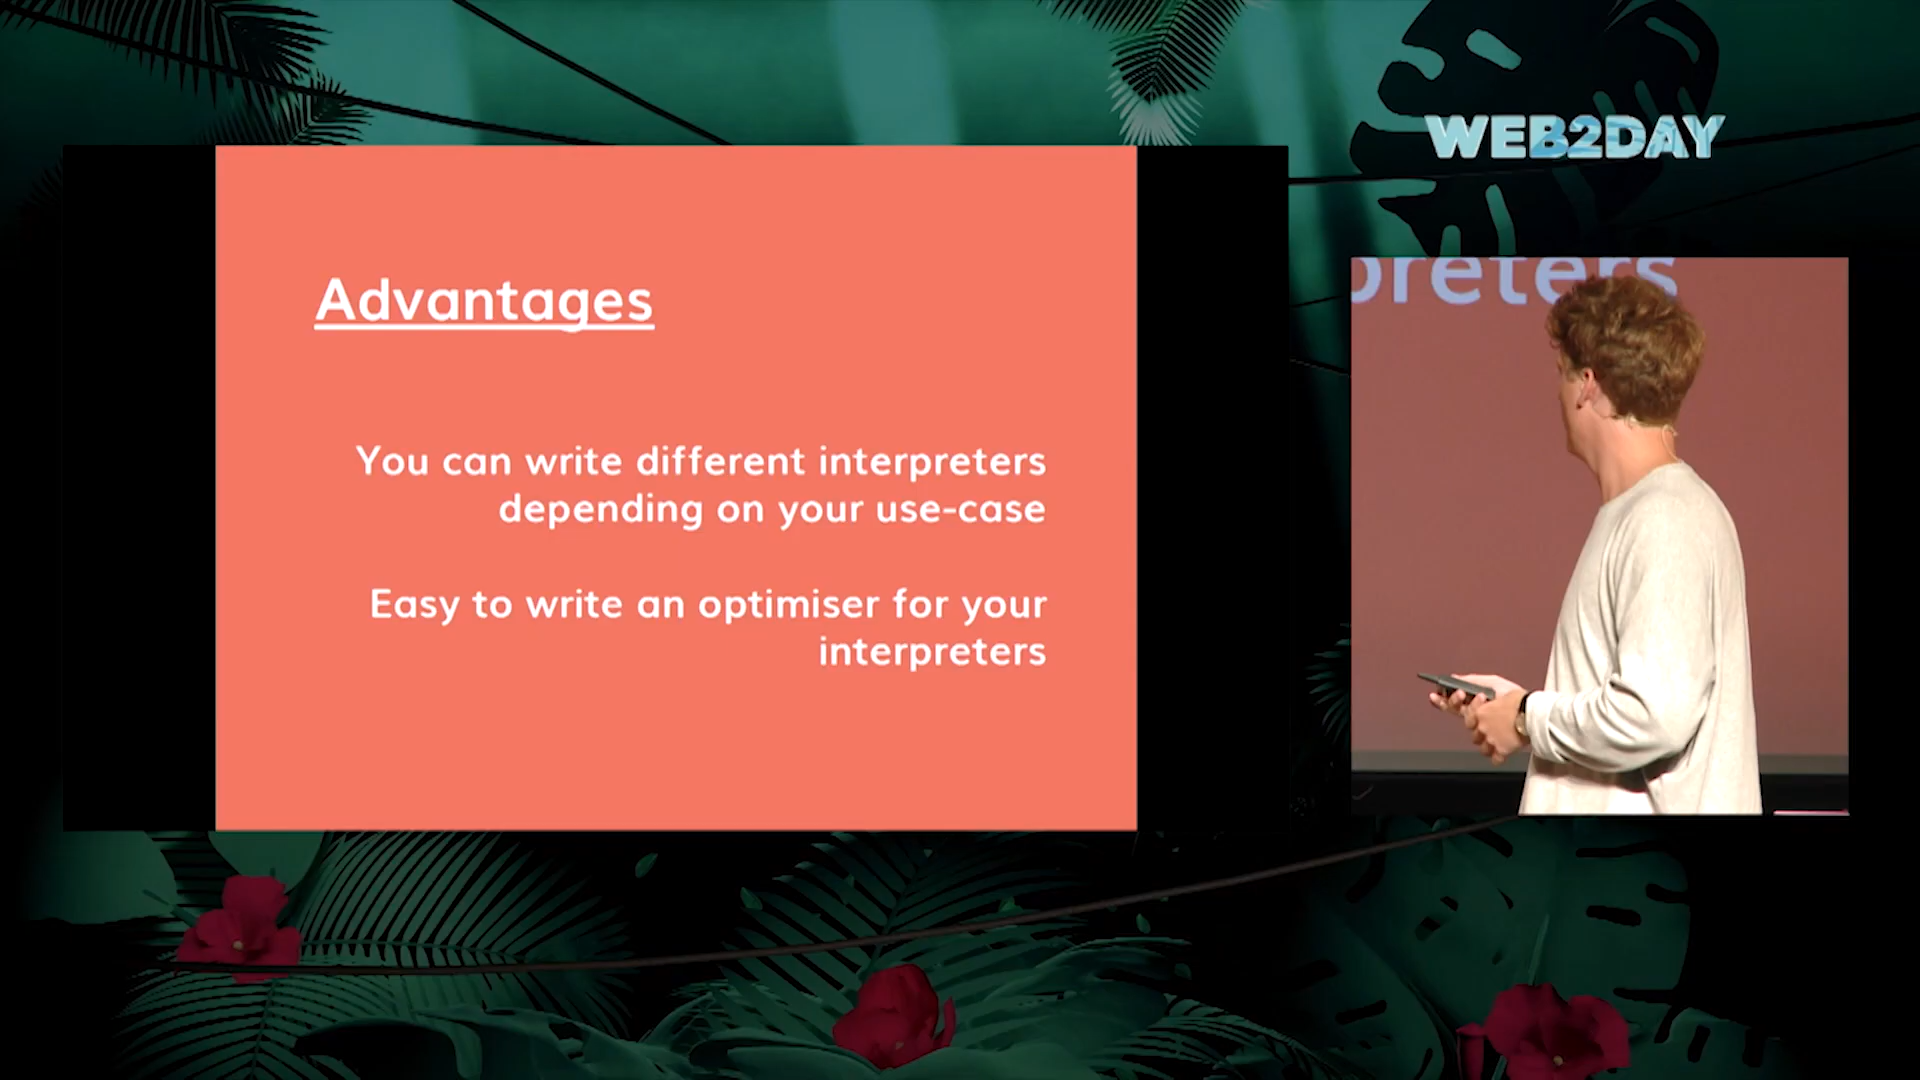 WEB2DAY
Advantages
You can write different interpreters
depending on your use-case
Easy to write an optimiser for your
interpreters
preters